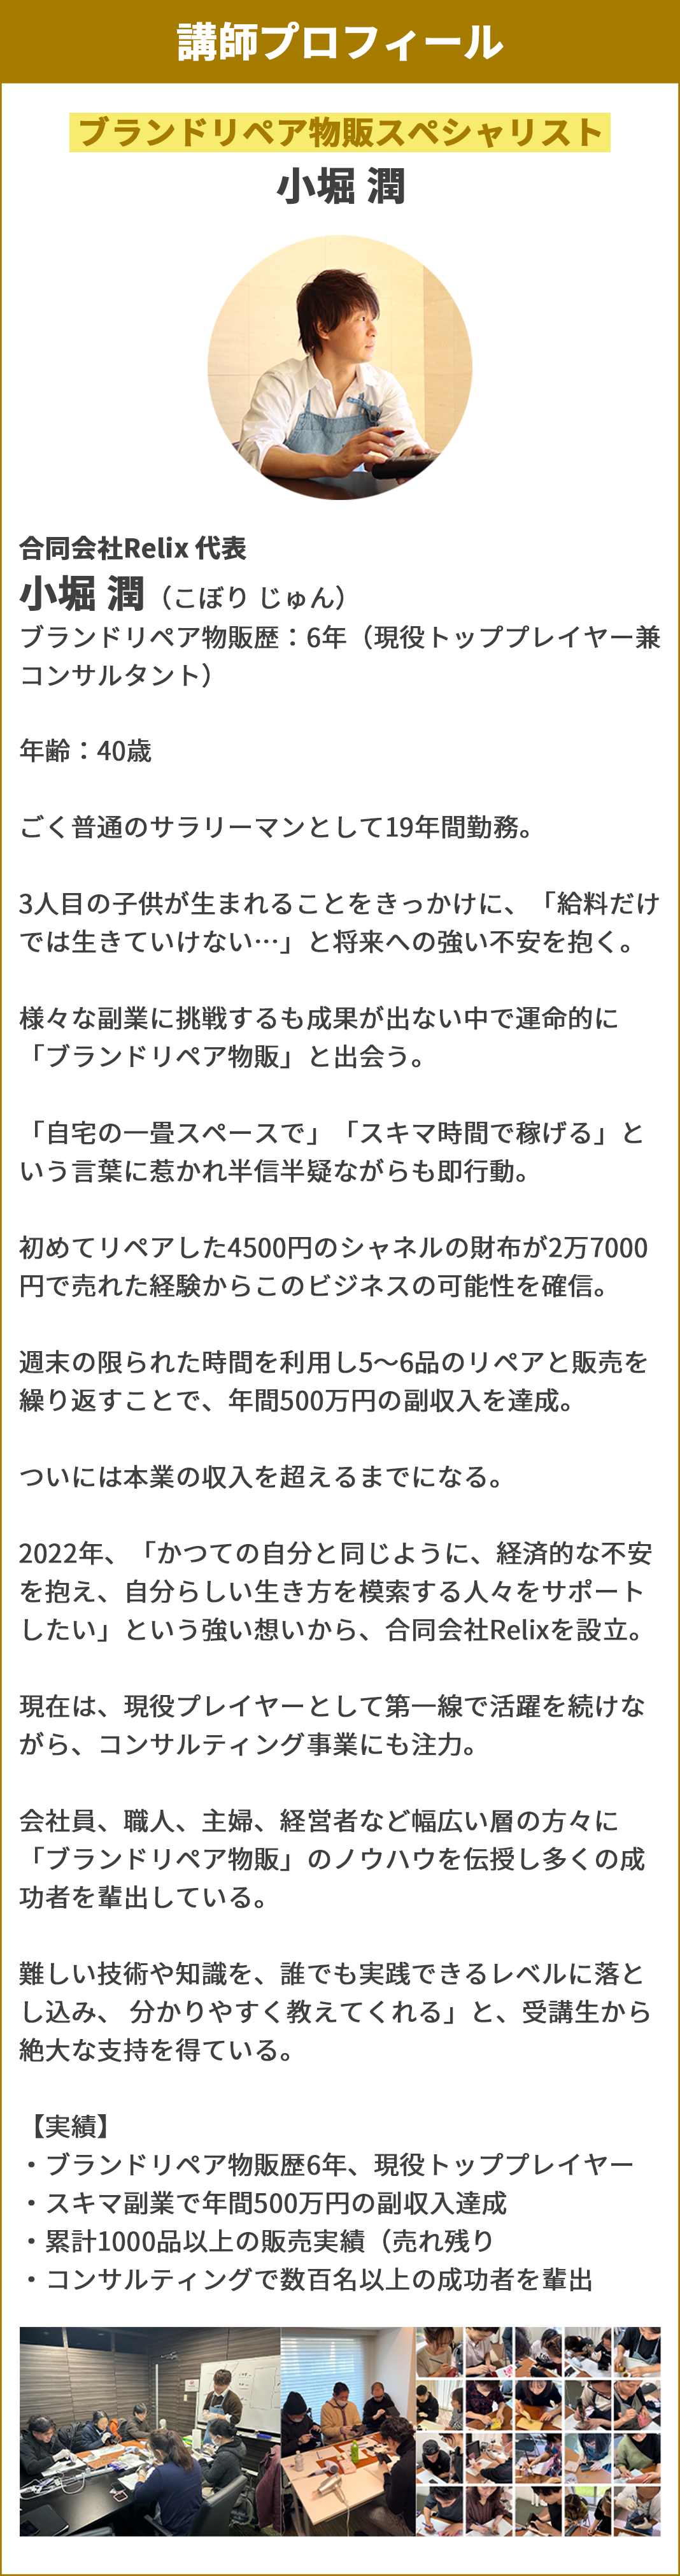 講師プロフィール
ブランドリペア物販スペシャリスト
小堀 潤
合同会社Relix 代表
小堀 潤（こぼり じゅん）
ブランドリペア物販歴：6年（現役トッププレイヤー兼
コンサルタント）
年齢：40歳
ごく普通のサラリーマンとして19年間勤務。
3人目の子供が生まれることをきっかけに、「給料だけ
では生きていけない…」と将来への強い不安を抱く。
様々な副業に挑戦するも成果が出ない中で運命的に
「ブランドリペア物販」と出会う。
「自宅の一畳スペースで」「スキマ時間で稼げる」と
いう言葉に惹かれ半信半疑ながらも即行動。
初めてリペアした4500円のシャネルの財布が2万7000
円で売れた経験からこのビジネスの可能性を確信。
週末の限られた時間を利用し5〜6品のリペアと販売を
繰り返すことで、年間500万円の副収入を達成。
ついには本業の収入を超えるまでになる。
2022年、「かつての自分と同じように、経済的な不安
を抱え、自分らしい生き方を模索する人々をサポート
したい」という強い想いから、合同会社Relixを設立。
現在は、現役プレイヤーとして第一線で活躍を続けな
がら、コンサルティング事業にも注力。
会社員、職人、主婦、経営者など幅広い層の方々に
「ブランドリペア物販」のノウハウを伝授し多くの成
功者を輩出している。
難しい技術や知識を、誰でも実践できるレベルに落と
し込み、 分かりやすく教えてくれる」と、受講生から
絶大な支持を得ている。
【実績】
・ブランドリペア物販歴6年、現役トッププレイヤー
・スキマ副業で年間500万円の副収入達成
・累計1000品以上の販売実績（売れ残り
・コンサルティングで数百名以上の成功者を輩出